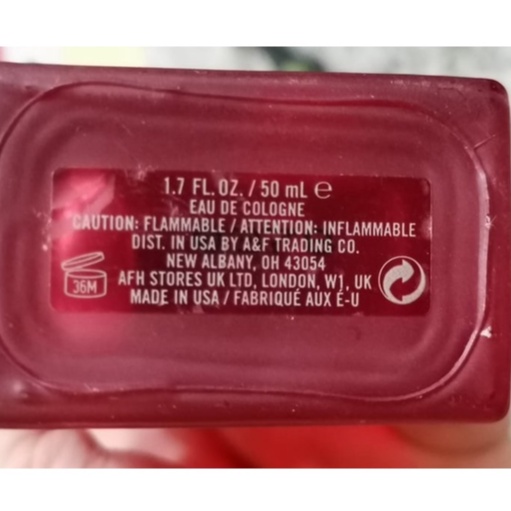 1.7 FL. OZ. / 50 mL ℮
EAU DE COLOGNE
CAUTION: FLAMMABLE / ATTENTION: INFLAMMABLE
DIST. IN USA BY A&F TRADING CO.
NEW ALBANY, OH 43054
AFH STORES UK LTD, LONDON, W1, UK
MADE IN USA / FABRIQUÉ AUX É-U
36M